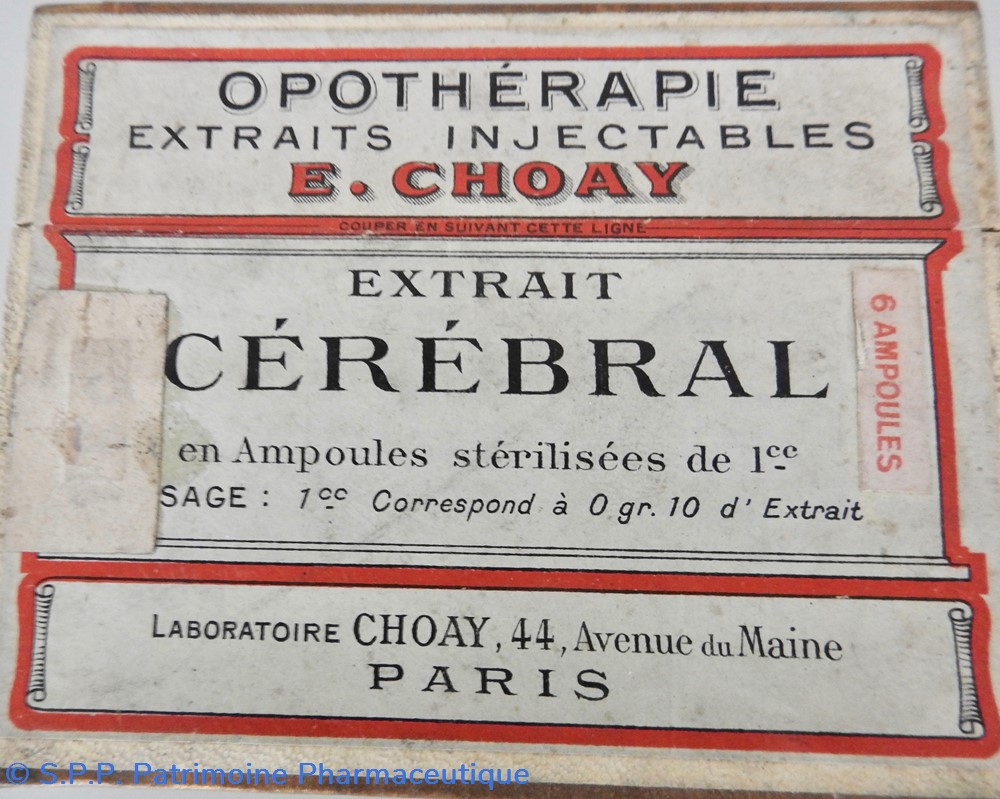 OPOTHÉRAPIE
EXTRAITS INJECTABLES
E. CHOAY
COUPER EN SUIVANT CETTE LIGNE
EXTRAIT
CÉRÉBRAL
6 AMPOULES
en Ampoules stérilisées de 1cc
SAGE : 1cc Correspond à 0 gr. 10 d' Extrait
LABORATOIRE CHOAY, 44, Avenue du Maine
PARIS
© S.P.P. Patrimoine Pharmaceutique